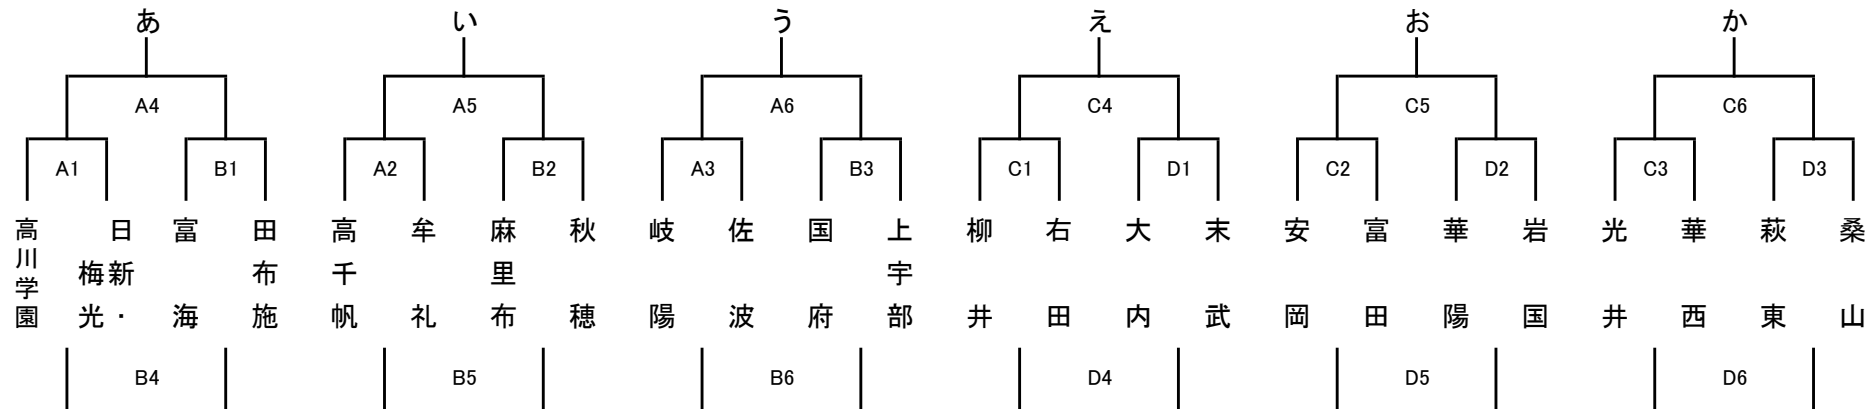 あ い う え お か
A4 A5 A6 C4 C5 C6
A1 B1 A2 B2 A3 B3 C1 D1 C2 D2 C3 D3
高川学園
日新・
梅光
富海
田布施
高千帆
牟礼
麻里布
秋穂
岐陽
佐波
国府
上宇部
柳井
右田
大内
末武
安岡
富田
華陽
岩国
光井
華西
萩東
桑山
B4 B5 B6 D4 D5 D6